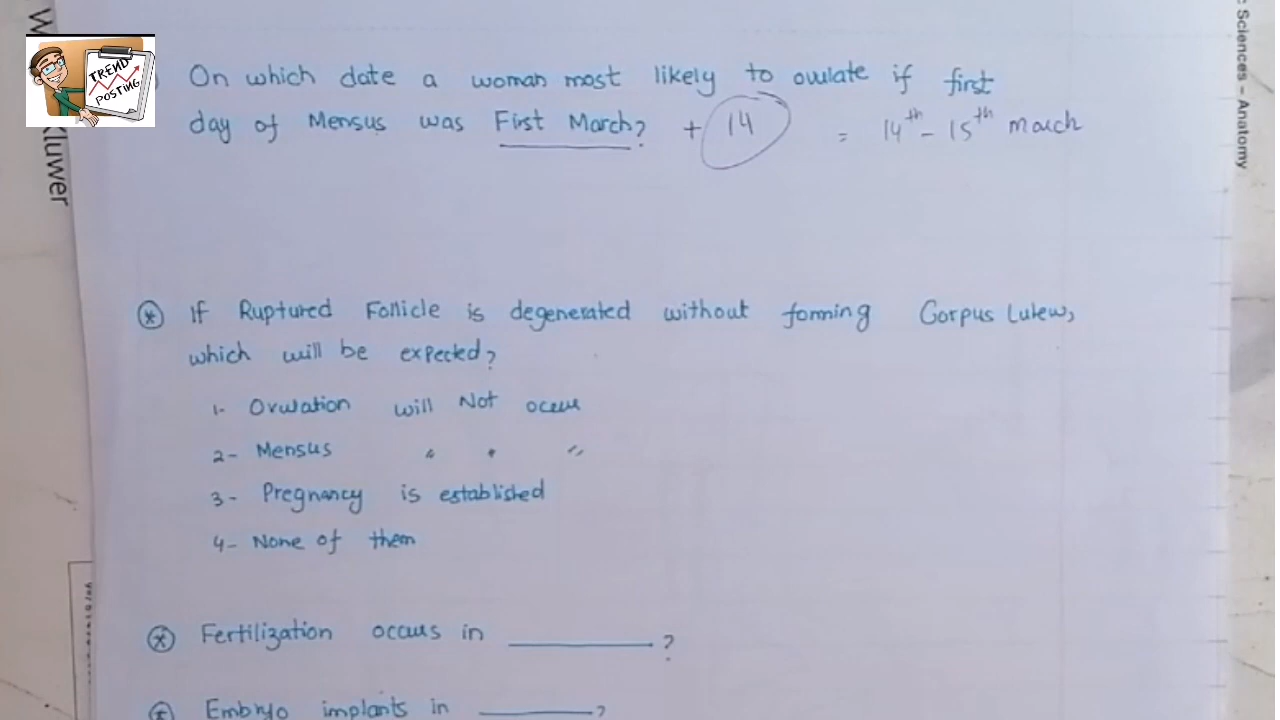 On which date a woman most likely to ovulate if first
day of Mensus was First March? + 14 = 14th - 15th march
* If Ruptured Follicle is degenerated without forming Corpus Lutew,
which will be expected?
1- Ovulation will Not occur
2- Mensus " " "
3- Pregnancy is established
4- None of them
* Fertilization occurs in ________?
* Embryo implants in ________?
TREND
POSTING
Kluwer
Sciences – Anatomy